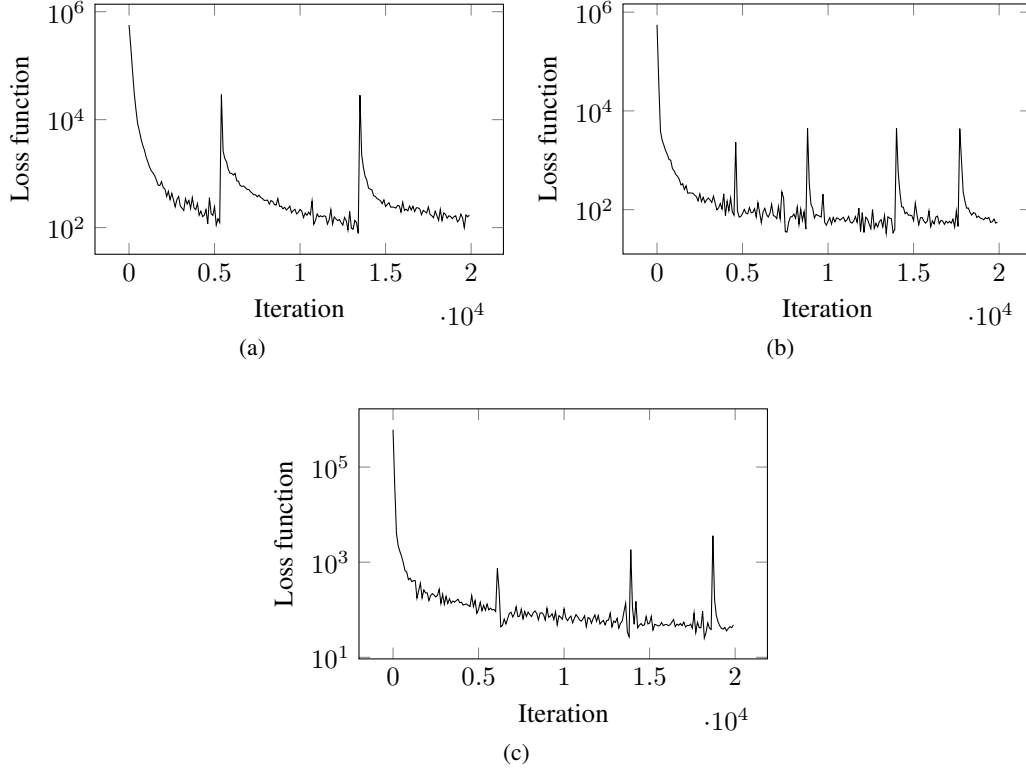 10^6
10^4
10^2
Loss function
0 0.5 1 1.5 2
Iteration
·10^4
(a)
10^6
10^4
10^2
Loss function
0 0.5 1 1.5 2
Iteration
·10^4
(b)
10^5
10^3
10^1
Loss function
0 0.5 1 1.5 2
Iteration
·10^4
(c)